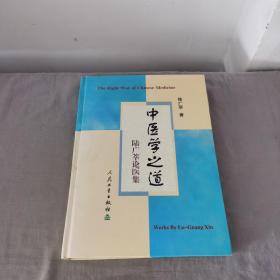 The Right Way of Chinese Medicine
陆广莘 著
中医学之道
陆广莘论医集
人民卫生出版社
Works By Lu-Guang Xin